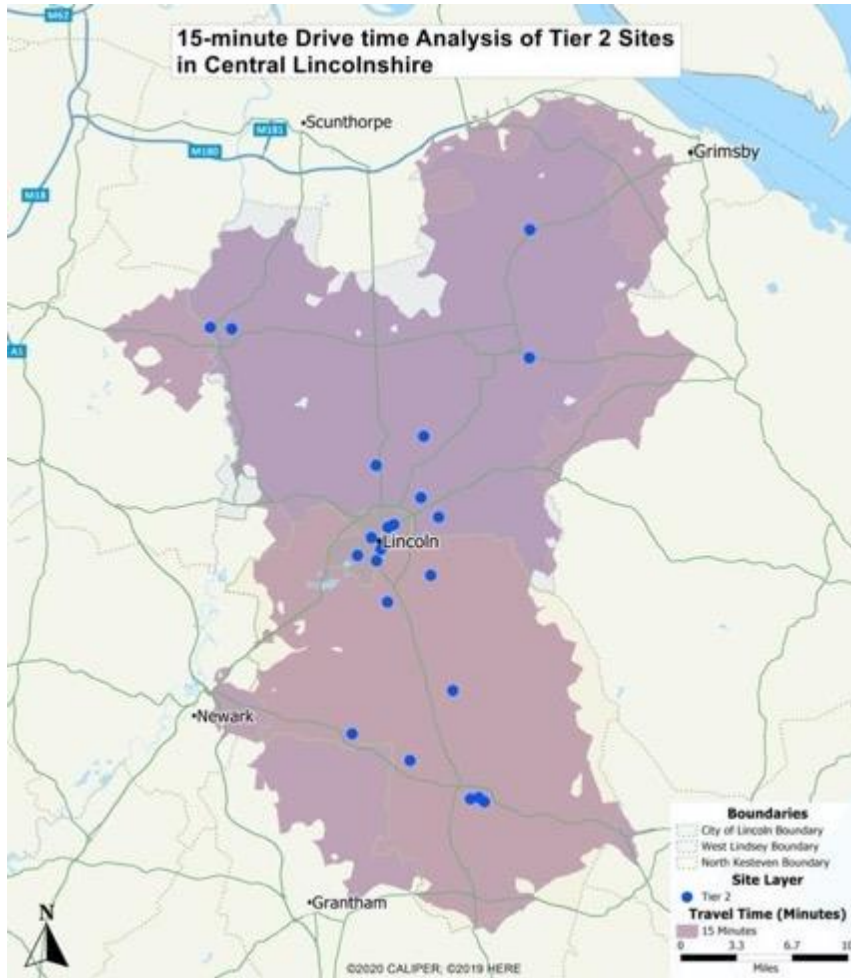 15-minute Drive time Analysis of Tier 2 Sites
in Central Lincolnshire
M62
Scunthorpe
M181
M180
Grimsby
M18
A1
Lincoln
Newark
Grantham
N
Boundaries
City of Lincoln Boundary
West Lindsey Boundary
North Kesteven Boundary
Site Layer
Tier 2
Travel Time (Minutes)
15 Minutes
0 3.3 6.7 10
Miles
©2020 CALIPER; ©2019 HERE